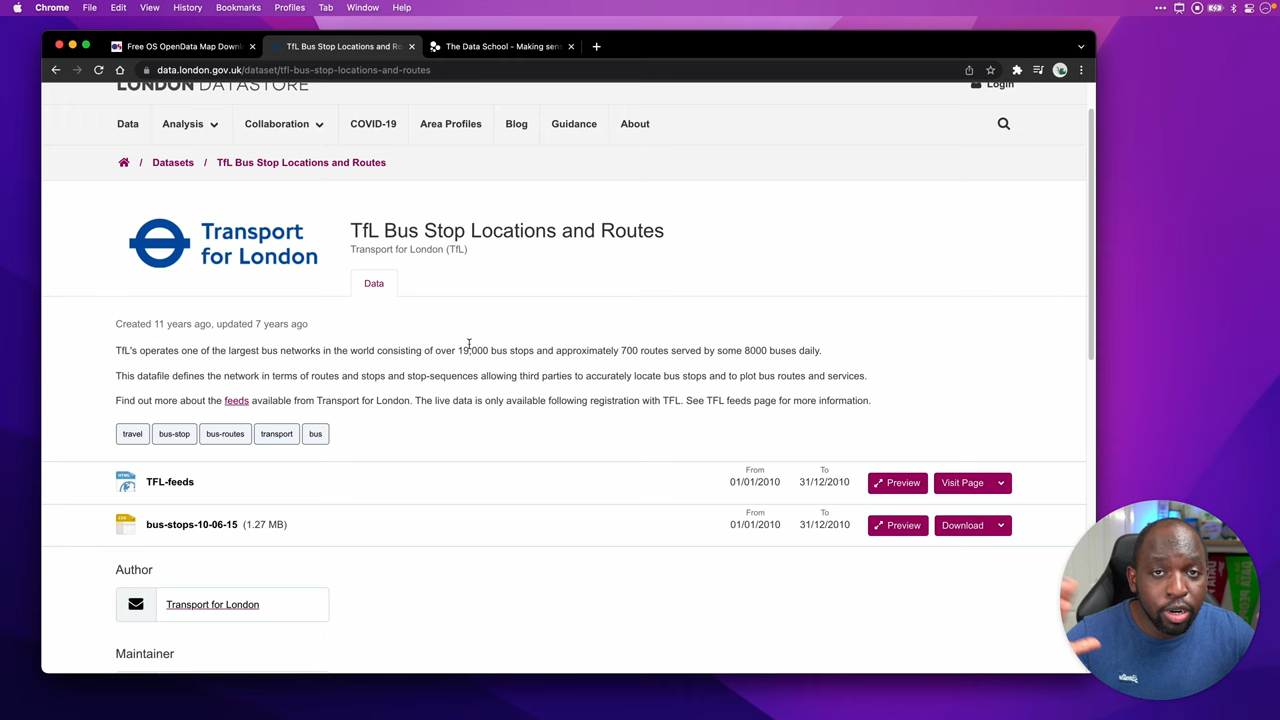 Chrome File Edit View History Bookmarks Profiles Tab Window Help
Free OS OpenData Map Downl
TfL Bus Stop Locations and Ro
The Data School - Making sen
data.london.gov.uk/dataset/tfl-bus-stop-locations-and-routes
LONDON DATASTORE
Login
Data Analysis Collaboration COVID-19 Area Profiles Blog Guidance About
/ Datasets / TfL Bus Stop Locations and Routes
Transport
for London
TfL Bus Stop Locations and Routes
Transport for London (TfL)
Data
Created 11 years ago, updated 7 years ago
TfL's operates one of the largest bus networks in the world consisting of over 19,000 bus stops and approximately 700 routes served by some 8000 buses daily.
This datafile defines the network in terms of routes and stops and stop-sequences allowing third parties to accurately locate bus stops and to plot bus routes and services.
Find out more about the feeds available from Transport for London. The live data is only available following registration with TFL. See TFL feeds page for more information.
travel bus-stop bus-routes transport bus
HTML
TFL-feeds
From
01/01/2010
To
31/12/2010
Preview
Visit Page
CSV
bus-stops-10-06-15 (1.27 MB)
From
01/01/2010
To
31/12/2010
Preview
Download
Author
Transport for London
Maintainer